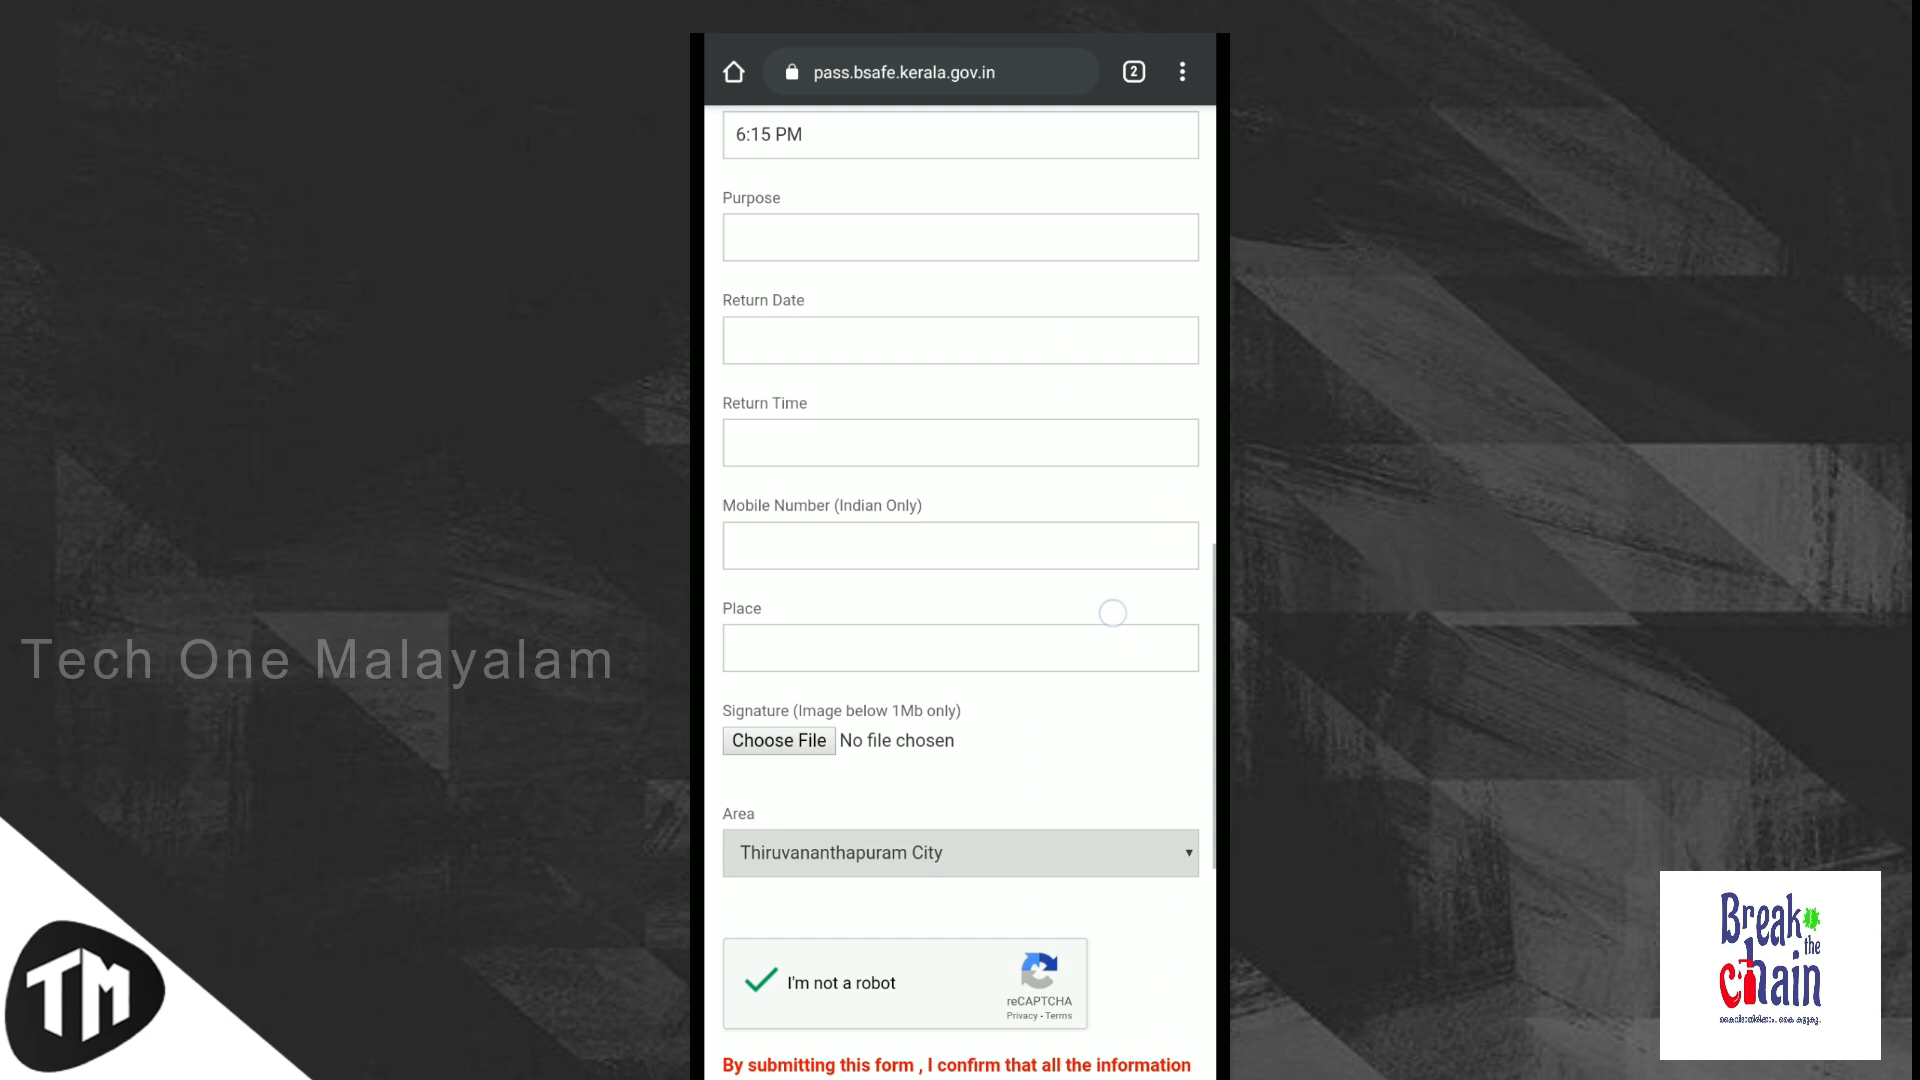 pass.bsafe.kerala.gov.in
2
6:15 PM
Purpose
Return Date
Return Time
Mobile Number (Indian Only)
Place
Signature (Image below 1Mb only)
Choose File No file chosen
Area
Thiruvananthapuram City
I'm not a robot
reCAPTCHA
Privacy - Terms
By submitting this form , I confirm that all the information
Tech One Malayalam
TM
Break
the
chain